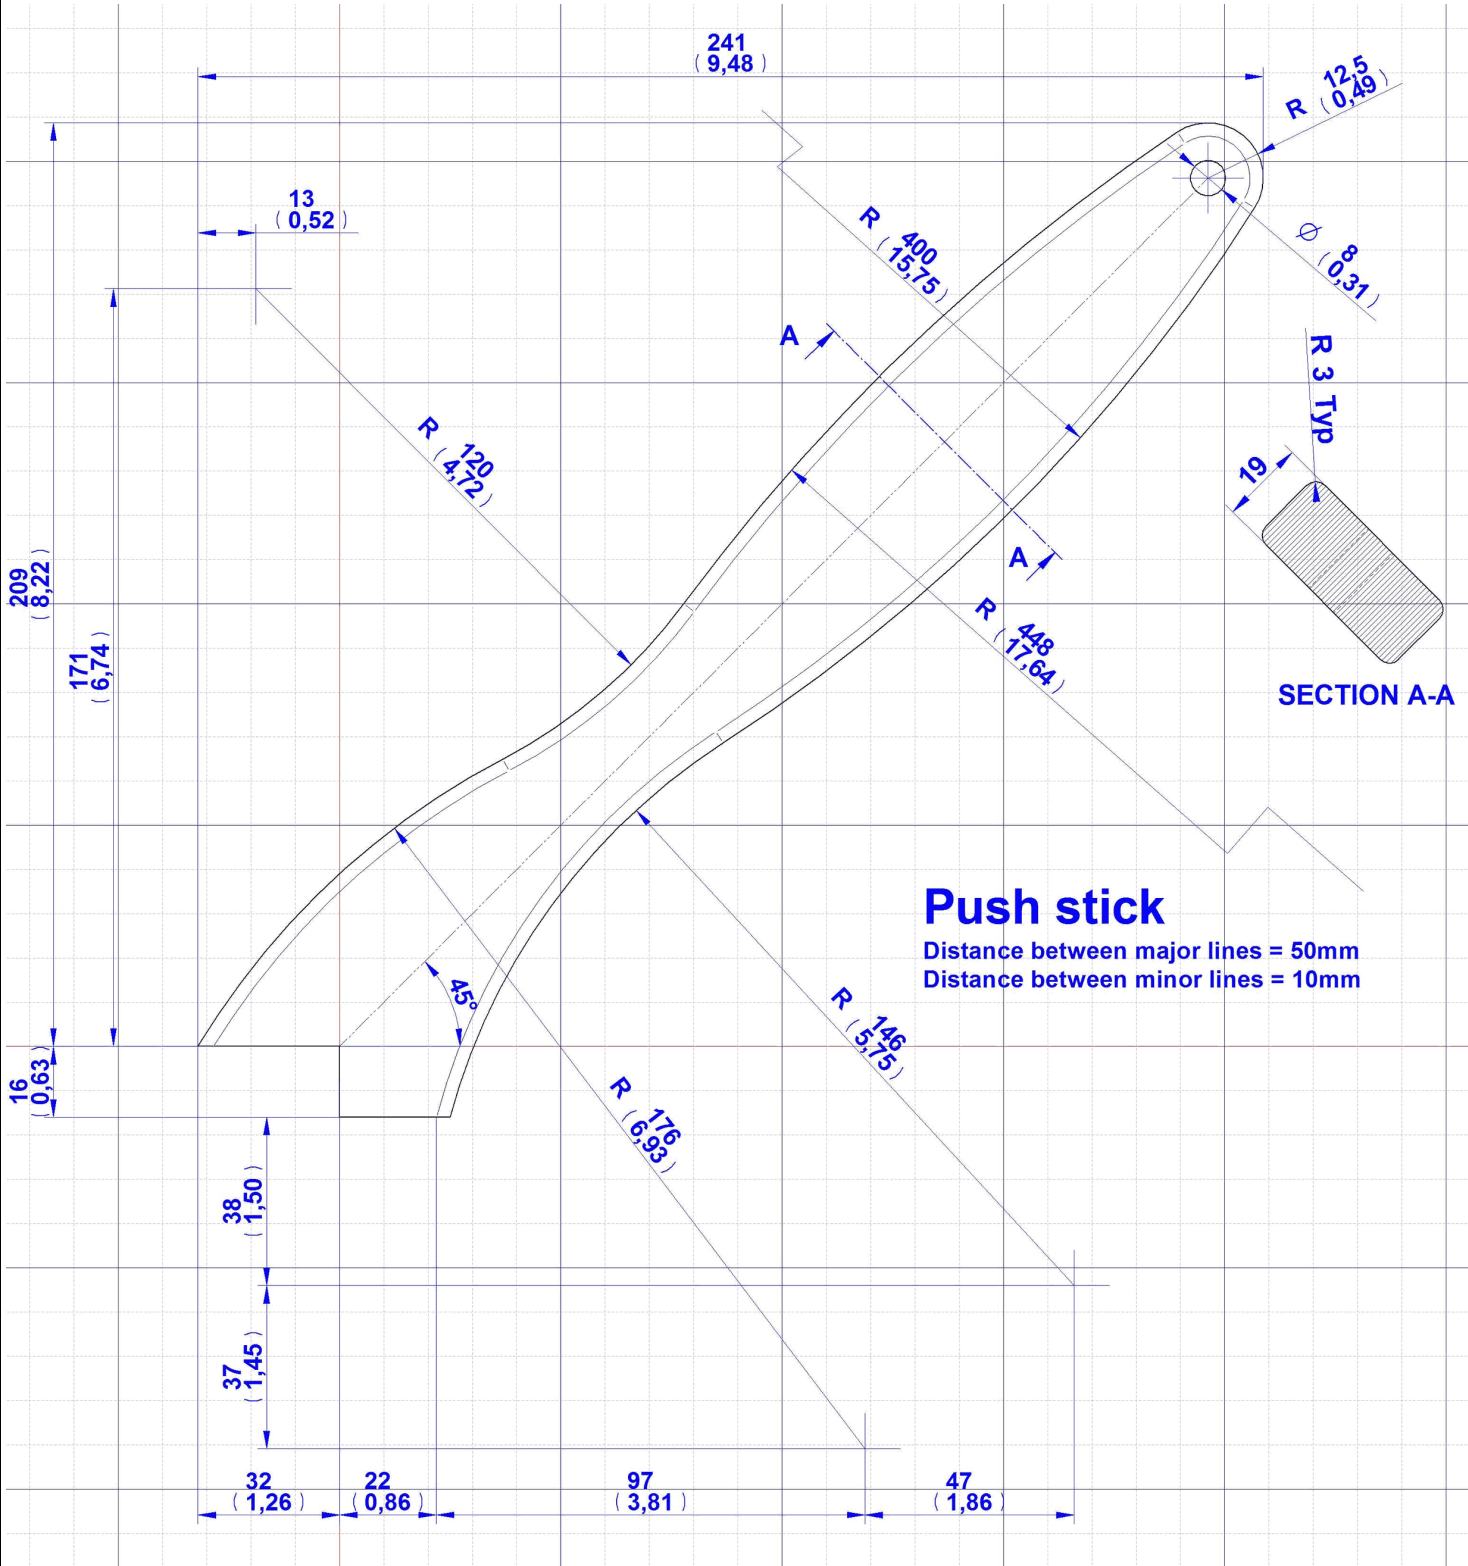 241
( 9,48 )
R 12,5
( 0,49 )
13
( 0,52 )
R 400
( 15,75 )
Ø 8
( 0,31 )
A
R 3 Typ
R 120
( 4,72 )
19
A
209
( 8,22 )
171
( 6,74 )
R 448
( 17,64 )
SECTION A-A
Push stick
Distance between major lines = 50mm
Distance between minor lines = 10mm
45°
R 146
( 5,75 )
16
( 0,63 )
R 176
( 6,93 )
38
( 1,50 )
37
( 1,45 )
32
( 1,26 )
22
( 0,86 )
97
( 3,81 )
47
( 1,86 )